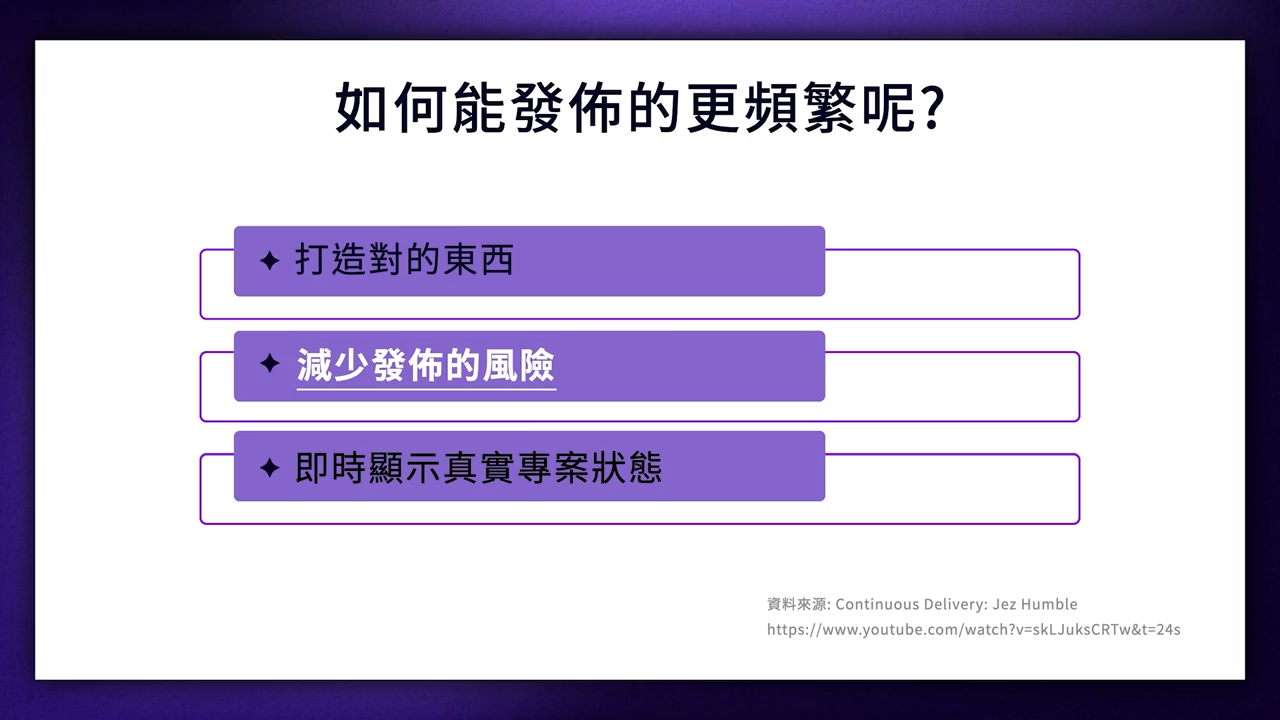 如何能發佈的更頻繁呢?
✦ 打造對的東西
✦ 減少發佈的風險
✦ 即時顯示真實專案狀態
資料來源: Continuous Delivery: Jez Humble
https://www.youtube.com/watch?v=skLJuksCRTw&t=24s